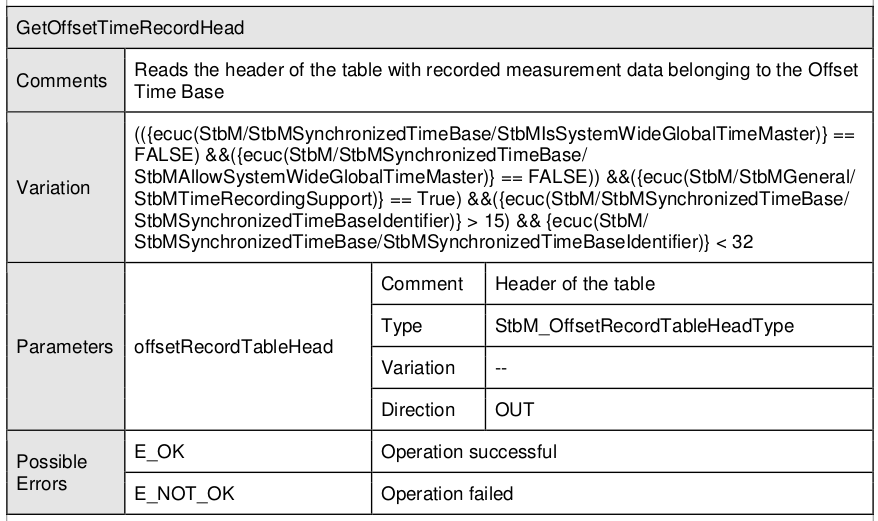 GetOffsetTimeRecordHead
Comments
Reads the header of the table with recorded measurement data belonging to the Offset
Time Base
Variation
(({ecuc(StbM/StbMSynchronizedTimeBase/StbMIsSystemWideGlobalTimeMaster)} ==
FALSE) &&({ecuc(StbM/StbMSynchronizedTimeBase/
StbMAllowSystemWideGlobalTimeMaster)} == FALSE)) &&({ecuc(StbM/StbMGeneral/
StbMTimeRecordingSupport)} == True) &&({ecuc(StbM/StbMSynchronizedTimeBase/
StbMSynchronizedTimeBaseIdentifier)} > 15) && {ecuc(StbM/
StbMSynchronizedTimeBase/StbMSynchronizedTimeBaseIdentifier)} < 32
Parameters
offsetRecordTableHead
Comment
Header of the table
Type
StbM_OffsetRecordTableHeadType
Variation
--
Direction
OUT
Possible
Errors
E_OK
Operation successful
E_NOT_OK
Operation failed